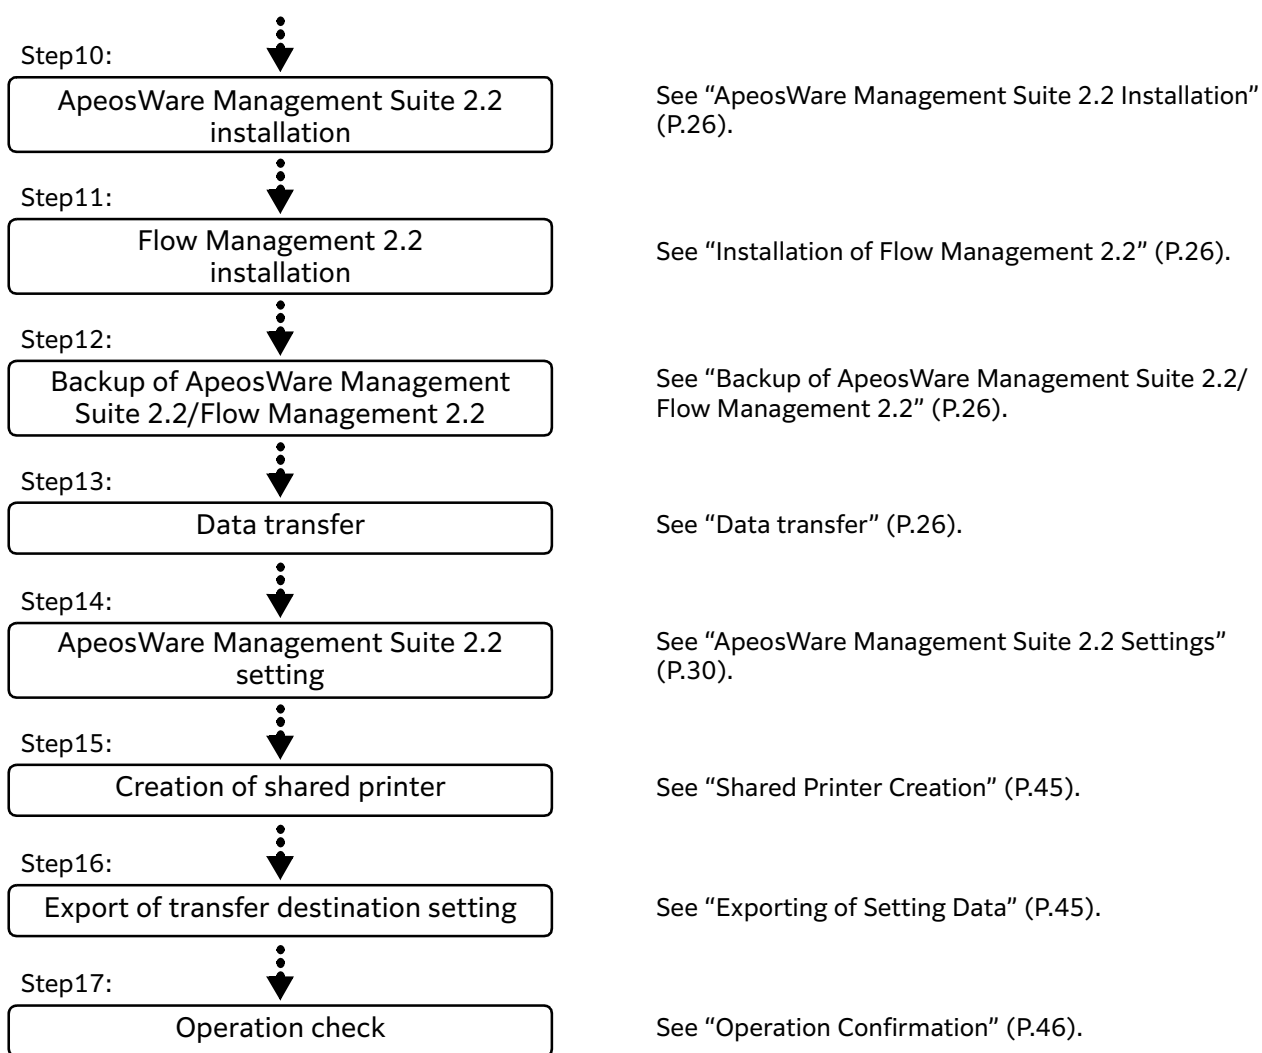 Step10:
ApeosWare Management Suite 2.2
installation
See “ApeosWare Management Suite 2.2 Installation”
(P.26).
Step11:
Flow Management 2.2
installation
See “Installation of Flow Management 2.2” (P.26).
Step12:
Backup of ApeosWare Management
Suite 2.2/Flow Management 2.2
See “Backup of ApeosWare Management Suite 2.2/
Flow Management 2.2” (P.26).
Step13:
Data transfer
See “Data transfer” (P.26).
Step14:
ApeosWare Management Suite 2.2
setting
See “ApeosWare Management Suite 2.2 Settings”
(P.30).
Step15:
Creation of shared printer
See “Shared Printer Creation” (P.45).
Step16:
Export of transfer destination setting
See “Exporting of Setting Data” (P.45).
Step17:
Operation check
See “Operation Confirmation” (P.46).